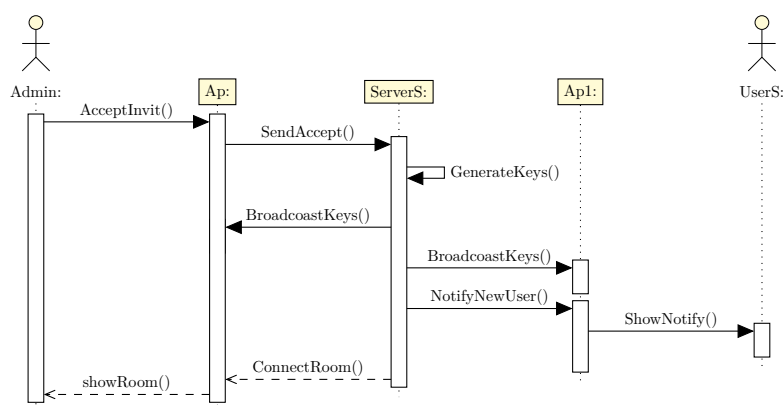 Admin:
Ap:
ServerS:
Ap1:
UserS:
AcceptInvit()
SendAccept()
GenerateKeys()
BroadcoastKeys()
BroadcoastKeys()
NotifyNewUser()
ShowNotify()
ConnectRoom()
showRoom()